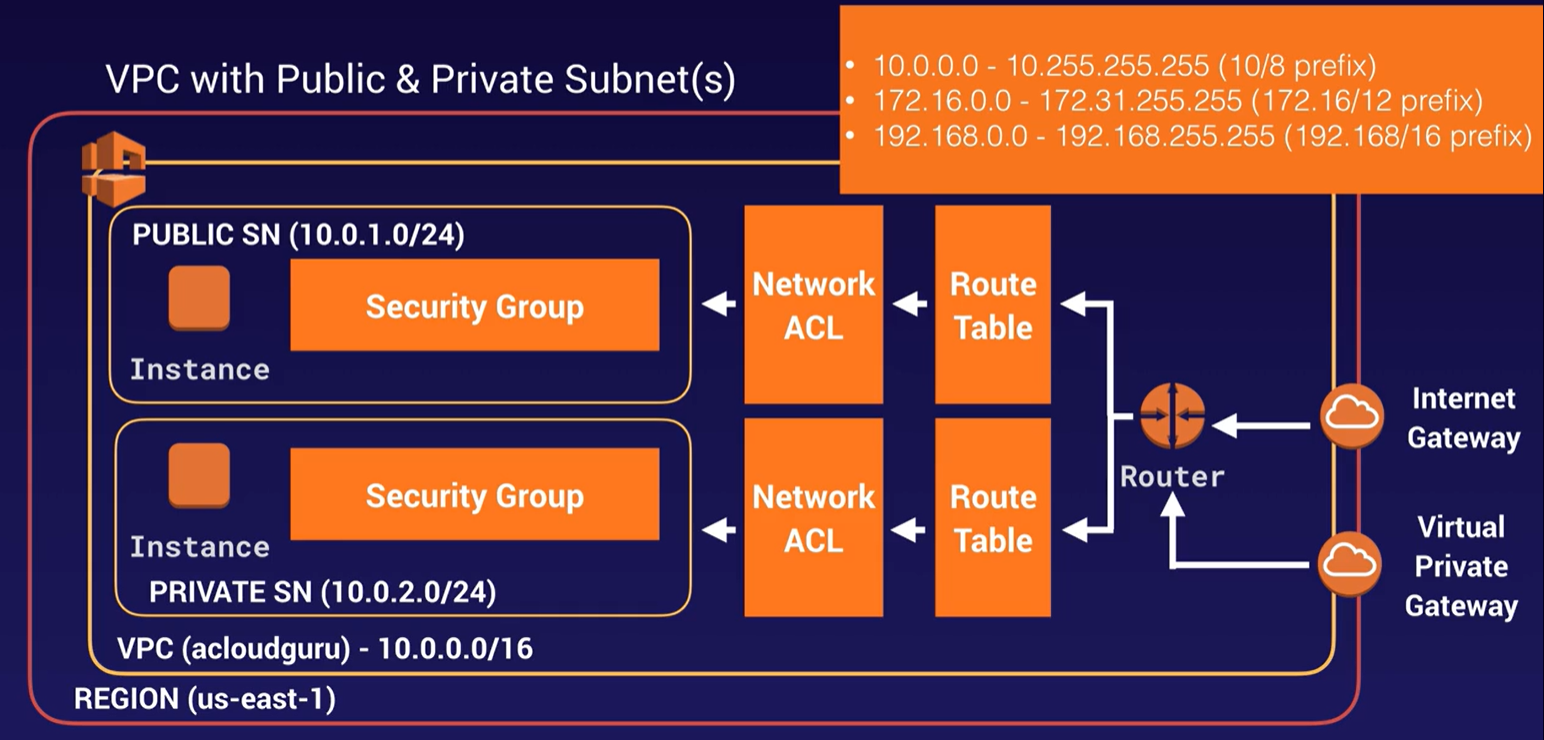 VPC with Public & Private Subnet(s)
• 10.0.0.0 - 10.255.255.255 (10/8 prefix)
• 172.16.0.0 - 172.31.255.255 (172.16/12 prefix)
• 192.168.0.0 - 192.168.255.255 (192.168/16 prefix)
PUBLIC SN (10.0.1.0/24)
Instance
Security Group
Network
ACL
Route
Table
Instance
Security Group
PRIVATE SN (10.0.2.0/24)
Network
ACL
Route
Table
Router
Internet
Gateway
Virtual
Private
Gateway
VPC (acloudguru) - 10.0.0.0/16
REGION (us-east-1)